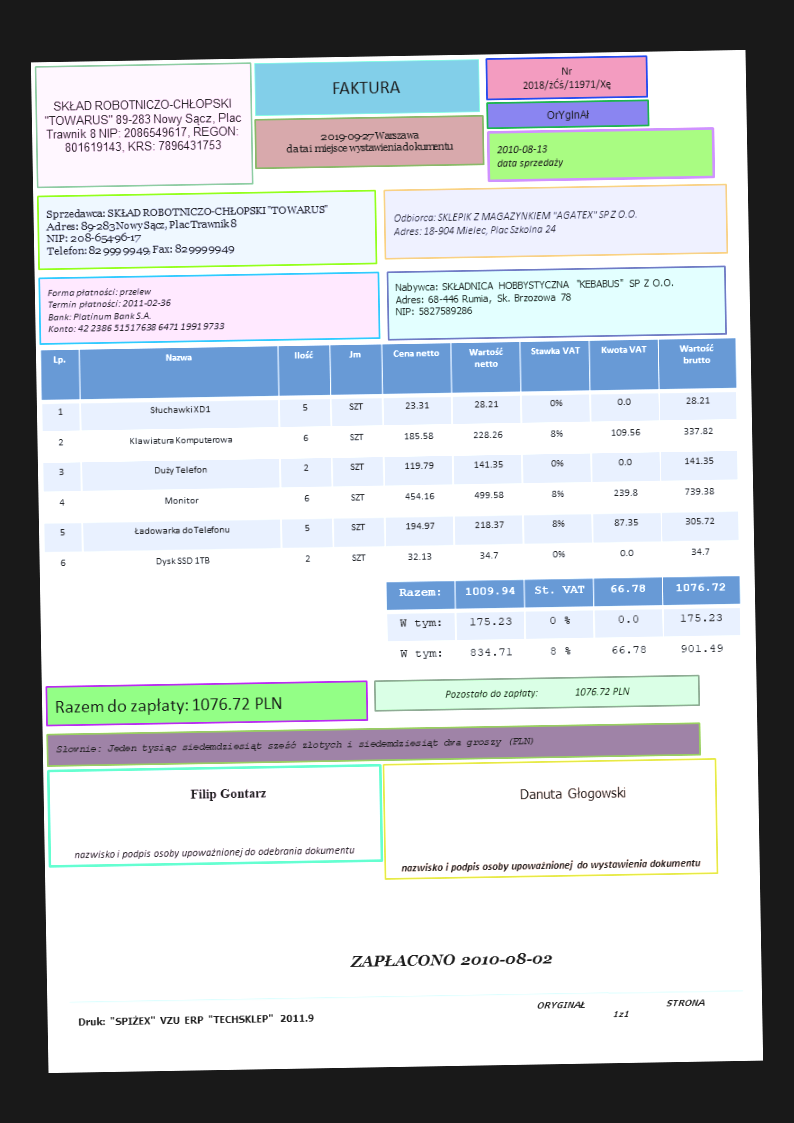 SKŁAD ROBOTNICZO-CHŁOPSKI
"TOWARUS" 89-283 Nowy Sącz, Plac
Trawnik 8 NIP: 2086549617, REGON:
801619143, KRS: 7896431753
FAKTURA
2019-09-27 Warszawa
data i miejsce wystawienia dokumentu
Nr
2018/żĆś/11971/Xę
OrYgInAł
2010-08-13
data sprzedaży
Sprzedawca: SKŁAD ROBOTNICZO-CHŁOPSKI "TOWARUS"
Adres: 89-283 Nowy Sącz, Plac Trawnik 8
NIP: 208-654-96-17
Telefon: 82 999 99 49, Fax: 82 999 99 49
Odbiorca: SKLEPIK Z MAGAZYNKIEM "AGATEX" SP Z O.O.
Adres: 18-904 Mielec, Plac Szkolna 24
Forma płatności: przelew
Termin płatności: 2011-02-36
Bank: Platinum Bank S.A.
Konto: 42 2386 5151 7638 6471 1991 9733
Nabywca: SKŁADNICA HOBBYSTYCZNA "KEBABUS" SP Z O.O.
Adres: 68-446 Rumia, Sk. Brzozowa 78
NIP: 5827589286
Lp. Nazwa Ilość Jm Cena netto Wartość netto Stawka VAT Kwota VAT Wartość brutto
1 Słuchawki XD1 5 SZT 23.31 28.21 0% 0.0 28.21
2 Klawiatura Komputerowa 6 SZT 185.58 228.26 8% 109.56 337.82
3 Duży Telefon 2 SZT 119.79 141.35 0% 0.0 141.35
4 Monitor 6 SZT 454.16 499.58 8% 239.8 739.38
5 Ładowarka do Telefonu 5 SZT 194.97 218.37 8% 87.35 305.72
6 Dysk SSD 1TB 2 SZT 32.13 34.7 0% 0.0 34.7
Razem: 1009.94 St. VAT 66.78 1076.72
W tym: 175.23 0 % 0.0 175.23
W tym: 834.71 8 % 66.78 901.49
Razem do zapłaty: 1076.72 PLN
Pozostało do zapłaty: 1076.72 PLN
Słownie: Jeden tysiąc siedemdziesiąt sześć złotych i siedemdziesiąt dwa groszy (PLN)
Filip Gontarz
nazwisko i podpis osoby upoważnionej do odebrania dokumentu
Danuta Głogowski
nazwisko i podpis osoby upoważnionej do wystawienia dokumentu
ZAPŁACONO 2010-08-02
Druk: "SPIŻEX" VZU ERP "TECHSKLEP" 2011.9
ORYGINAŁ
1z1
STRONA